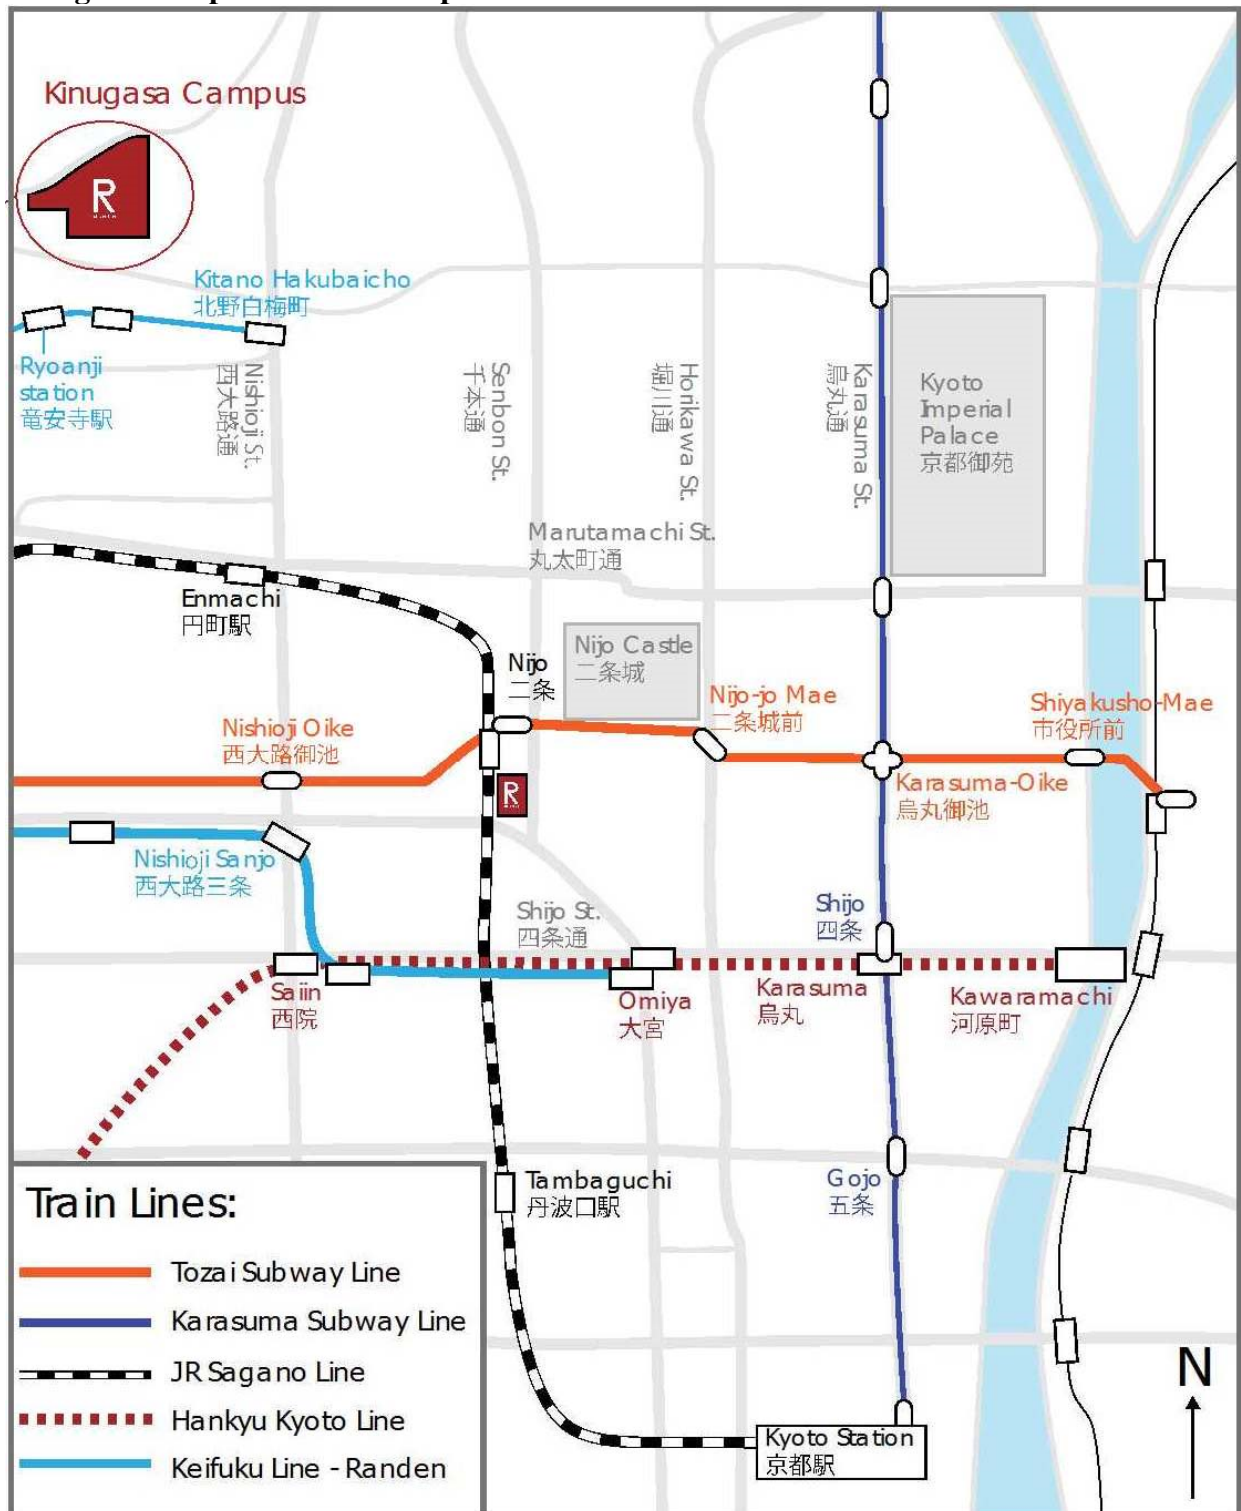 Kinugasa Campus
R
Kitano Hakubaicho
北野白梅町
Ryoanji
station
竜安寺駅
Nishioji St.
西大路通
Senbon St.
千本通
Horikawa St.
堀川通
Karasuma St.
烏丸通
Kyoto
Imperial
Palace
京都御苑
Marutamachi St.
丸太町通
Enmachi
円町駅
Nijo
二条
Nijo Castle
二条城
Nijo-jo Mae
二条城前
Shiyakusho-Mae
市役所前
Nishioji Oike
西大路御池
Karasuma-Oike
烏丸御池
R
Nishioji Sanjo
西大路三条
Shijo St.
四条通
Shijo
四条
Saiin
西院
Omiya
大宮
Karasuma
烏丸
Kawaramachi
河原町
Tambaguchi
丹波口駅
Gojo
五条
Train Lines:
Tozai Subway Line
Karasuma Subway Line
JR Sagano Line
Hankyu Kyoto Line
Keifuku Line - Randen
N
Kyoto Station
京都駅